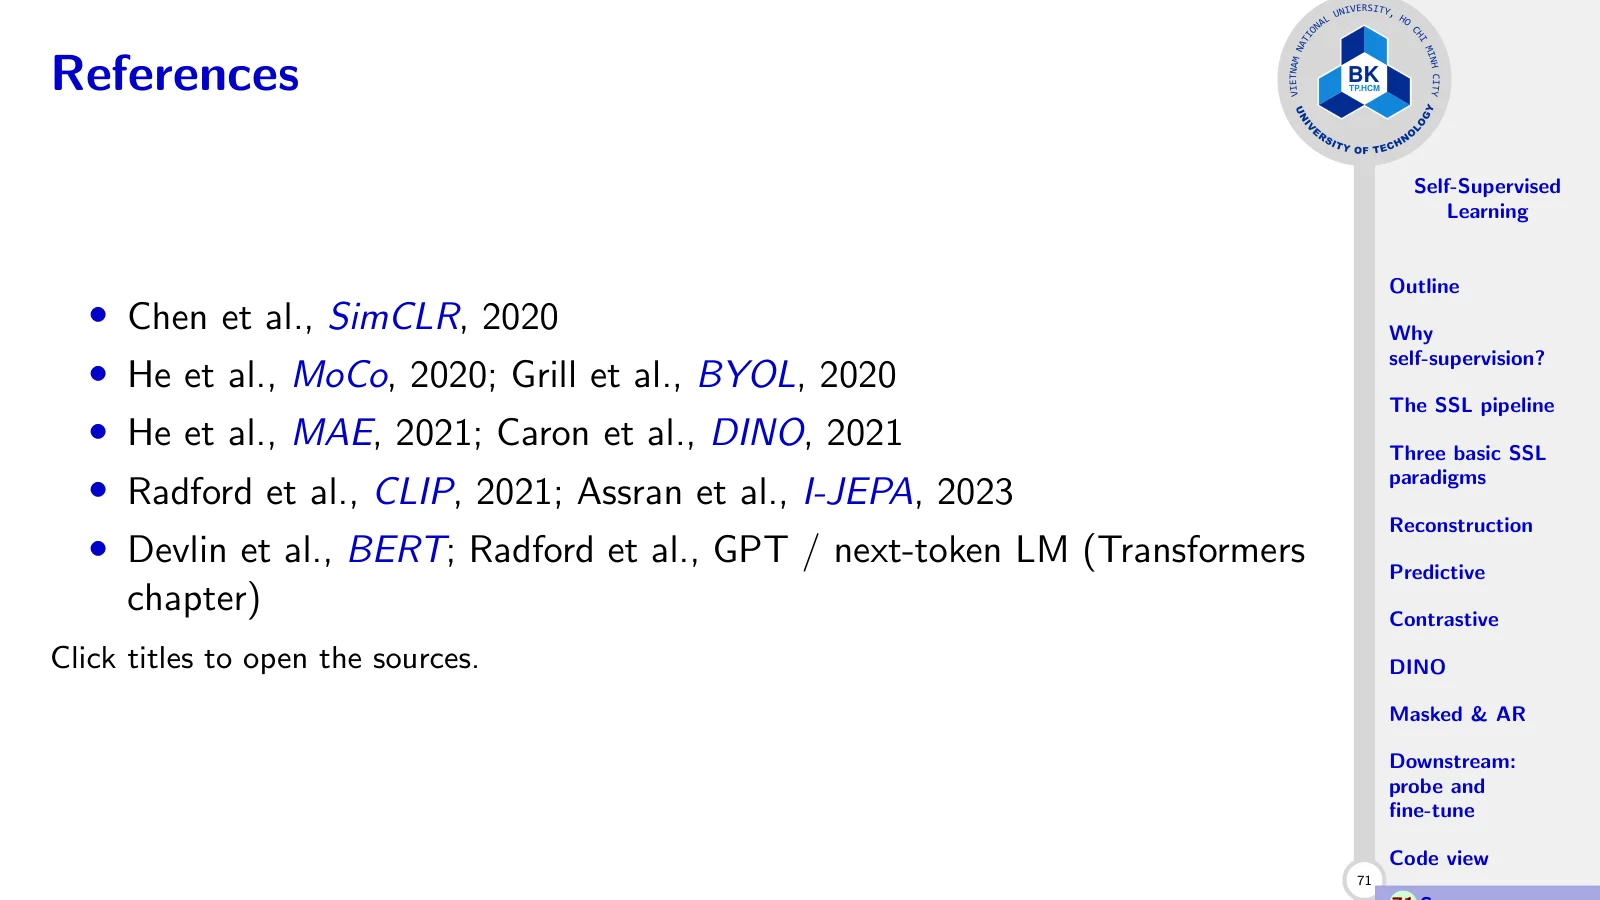 References
• Chen et al., SimCLR, 2020
• He et al., MoCo, 2020; Grill et al., BYOL, 2020
• He et al., MAE, 2021; Caron et al., DINO, 2021
• Radford et al., CLIP, 2021; Assran et al., I-JEPA, 2023
• Devlin et al., BERT; Radford et al., GPT / next-token LM (Transformers
chapter)
Click titles to open the sources.
VIETNAM NATIONAL UNIVERSITY, HO CHI MINH CITY
BK
TP.HCM
UNIVERSITY OF TECHNOLOGY
Self-Supervised
Learning
Outline
Why
self-supervision?
The SSL pipeline
Three basic SSL
paradigms
Reconstruction
Predictive
Contrastive
DINO
Masked & AR
Downstream:
probe and
fine-tune
Code view
71